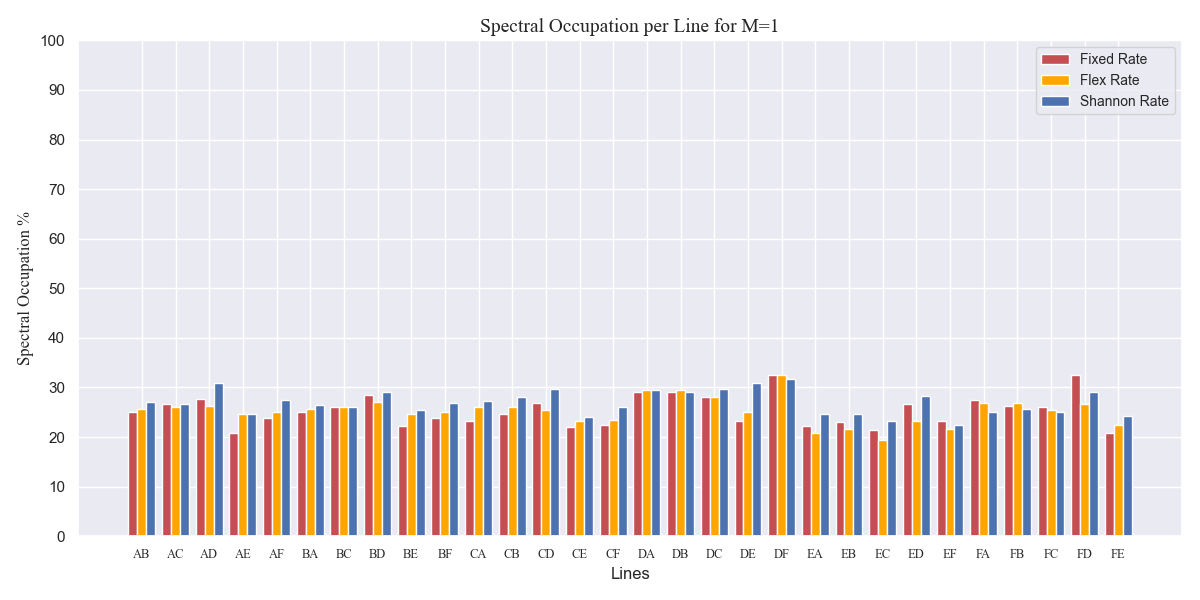 Spectral Occupation per Line for M=1
100
90
80
70
60
50
40
30
20
10
0
Spectral Occupation %
Fixed Rate
Flex Rate
Shannon Rate
AB AC AD AE AF BA BC BD BE BF CA CB CD CE CF DA DB DC DE DF EA EB EC ED EF FA FB FC FD FE
Lines